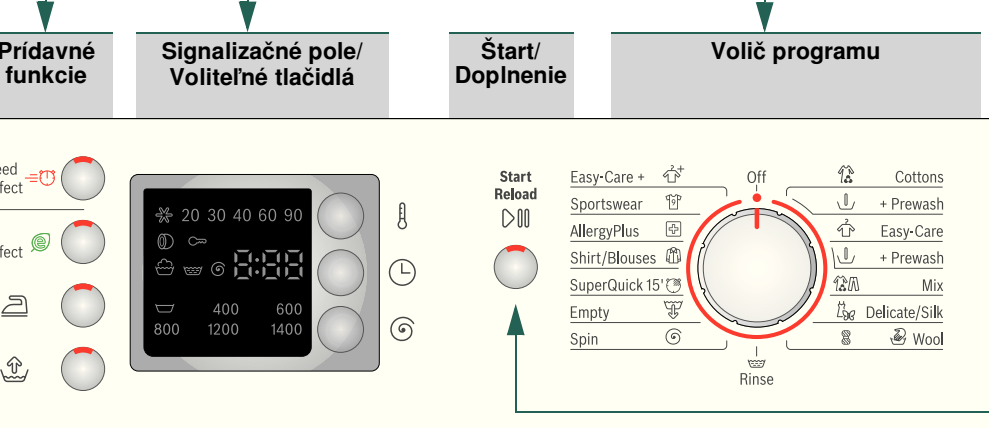 Prídavné
funkcie
Signalizačné pole/
Voliteľné tlačidlá
Štart/
Doplnenie
Volič programu
20 30 40 60 90
8:88
400 600
800 1200 1400
Start
Reload
Easy-Care +
Sportswear
AllergyPlus
Shirt/Blouses
SuperQuick 15'
Empty
Spin
Off
Rinse
Cottons
+ Prewash
Easy-Care
+ Prewash
Mix
Delicate/Silk
Wool